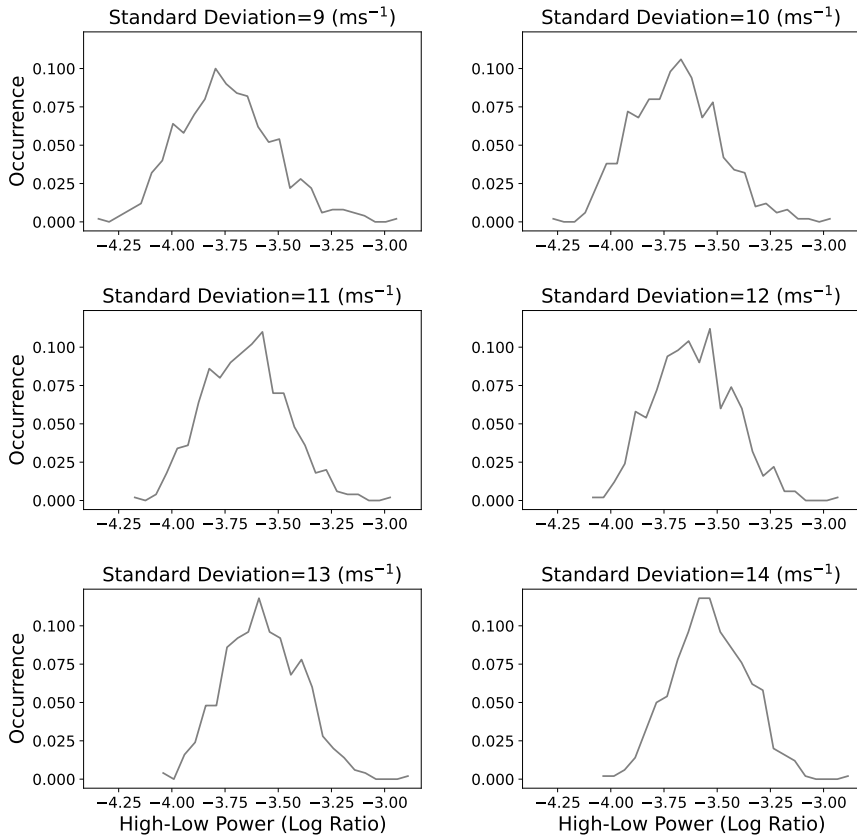 Standard Deviation=9 (ms⁻¹)
Standard Deviation=10 (ms⁻¹)
Occurrence
0.100
0.075
0.050
0.025
0.000
−4.25 −4.00 −3.75 −3.50 −3.25 −3.00
0.100
0.075
0.050
0.025
0.000
−4.25 −4.00 −3.75 −3.50 −3.25 −3.00
Standard Deviation=11 (ms⁻¹)
Standard Deviation=12 (ms⁻¹)
Occurrence
0.100
0.075
0.050
0.025
0.000
−4.25 −4.00 −3.75 −3.50 −3.25 −3.00
0.100
0.075
0.050
0.025
0.000
−4.25 −4.00 −3.75 −3.50 −3.25 −3.00
Standard Deviation=13 (ms⁻¹)
Standard Deviation=14 (ms⁻¹)
Occurrence
0.100
0.075
0.050
0.025
0.000
−4.25 −4.00 −3.75 −3.50 −3.25 −3.00
High-Low Power (Log Ratio)
0.100
0.075
0.050
0.025
0.000
−4.25 −4.00 −3.75 −3.50 −3.25 −3.00
High-Low Power (Log Ratio)